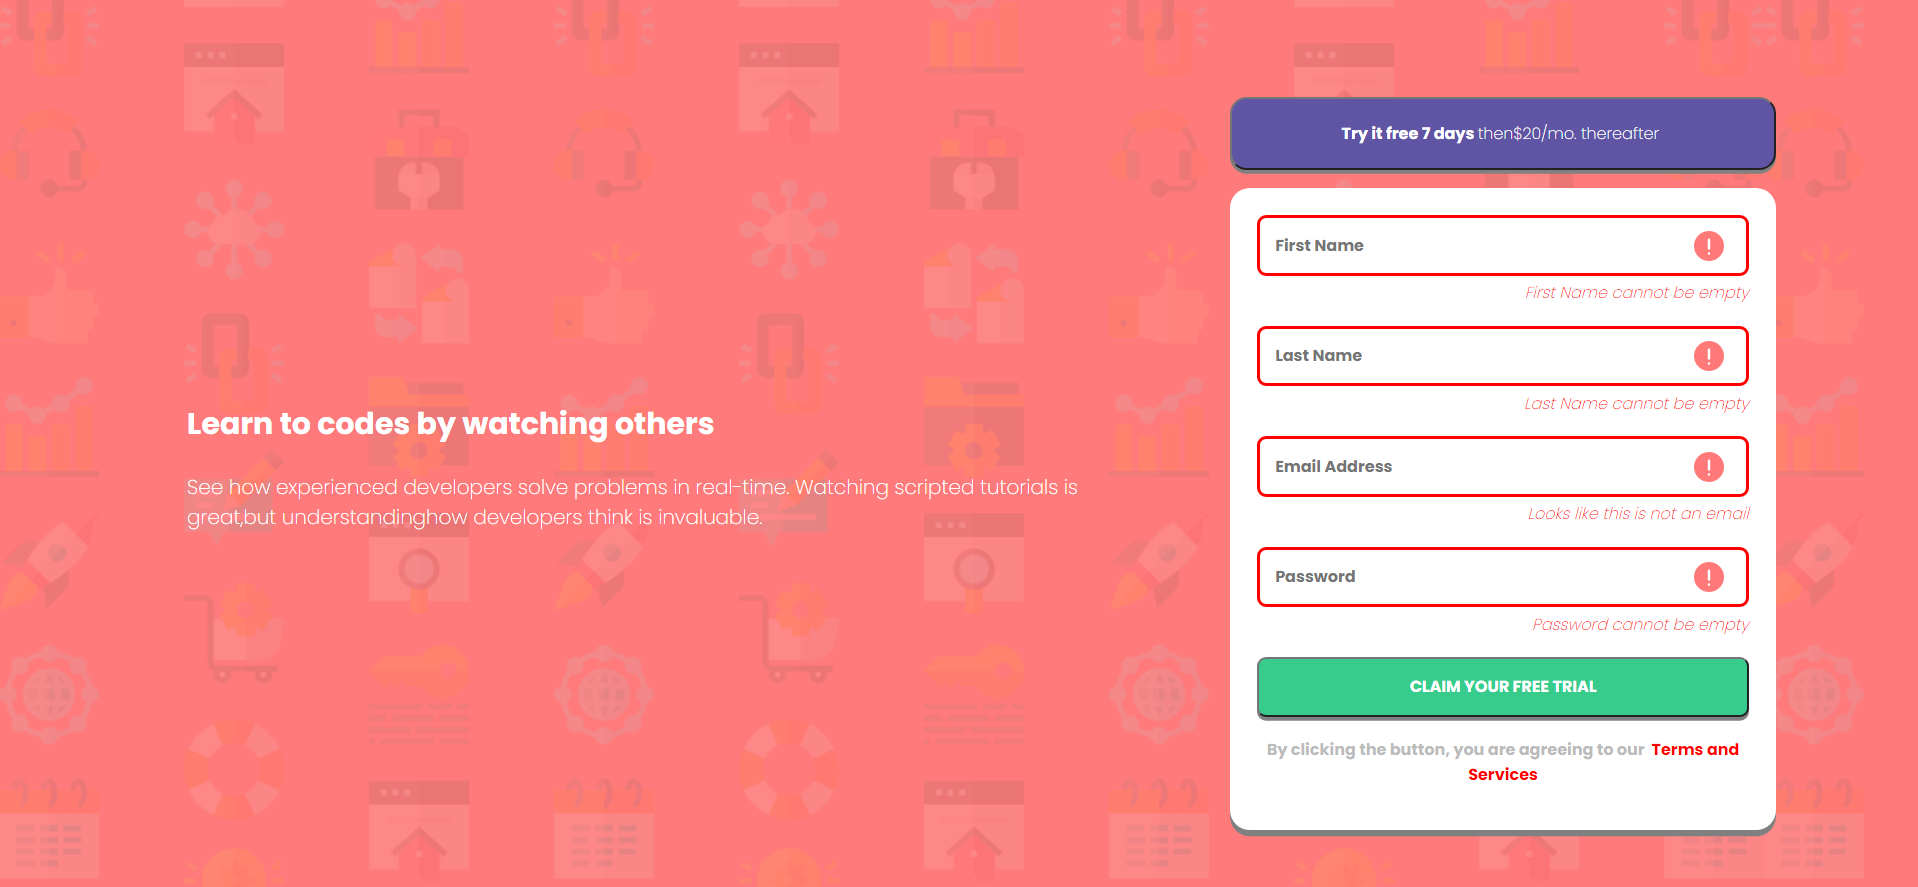 Learn to codes by watching others
See how experienced developers solve problems in real-time. Watching scripted tutorials is
great,but understandinghow developers think is invaluable.
Try it free 7 days then$20/mo. thereafter
First Name
First Name cannot be empty
Last Name
Last Name cannot be empty
Email Address
Looks like this is not an email
Password
Password cannot be empty
CLAIM YOUR FREE TRIAL
By clicking the button, you are agreeing to our Terms and
Services